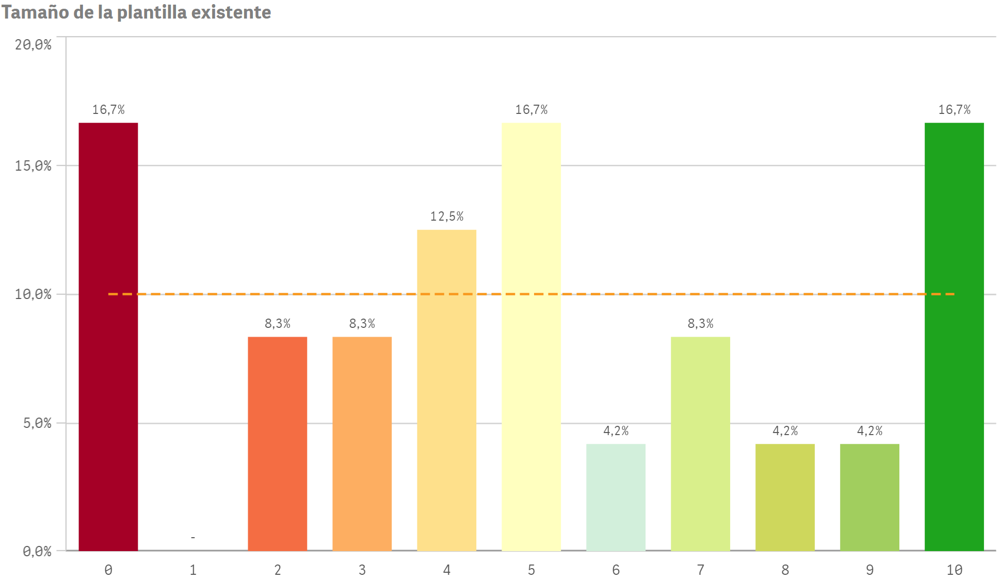 Tamaño de la plantilla existente
20,0%
16,7% 16,7% 16,7%
15,0%
12,5%
10,0%
8,3% 8,3% 8,3%
5,0%
4,2% 4,2% 4,2%
-
0,0%
0 1 2 3 4 5 6 7 8 9 10